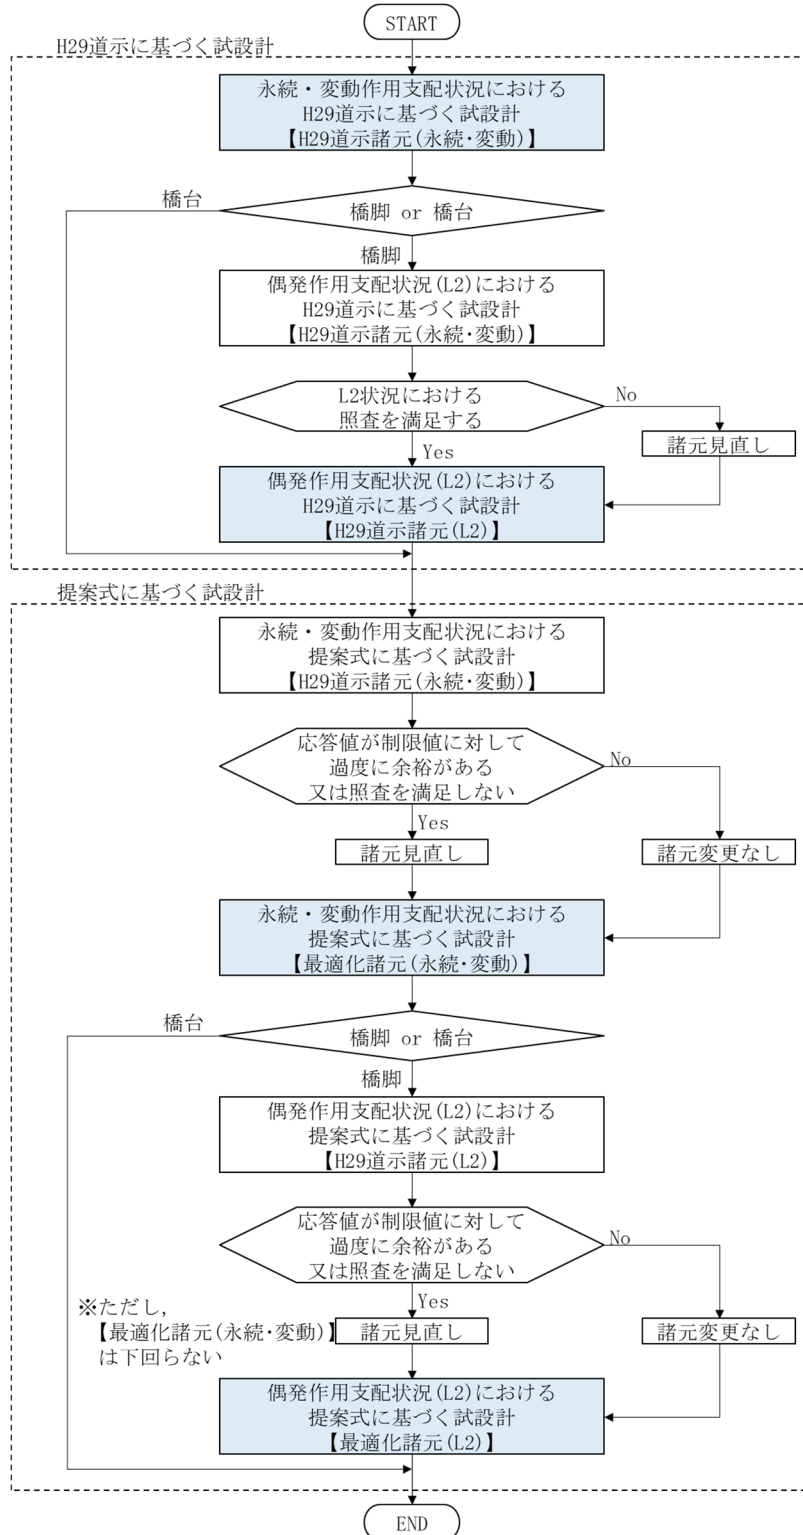 START
H29道示に基づく試設計
永続・変動作用支配状況における
H29道示に基づく試設計
【H29道示諸元(永続･変動)】
橋台
橋脚 or 橋台
橋脚
偶発作用支配状況(L2)における
H29道示に基づく試設計
【H29道示諸元(永続･変動)】
L2状況における
照査を満足する
No
諸元見直し
Yes
偶発作用支配状況(L2)における
H29道示に基づく試設計
【H29道示諸元(L2)】
提案式に基づく試設計
永続・変動作用支配状況における
提案式に基づく試設計
【H29道示諸元(永続･変動)】
応答値が制限値に対して
過度に余裕がある
又は照査を満足しない
No
Yes
諸元見直し
諸元変更なし
永続・変動作用支配状況における
提案式に基づく試設計
【最適化諸元(永続･変動)】
橋台
橋脚 or 橋台
橋脚
偶発作用支配状況(L2)における
提案式に基づく試設計
【H29道示諸元(L2)】
応答値が制限値に対して
過度に余裕がある
又は照査を満足しない
No
Yes
※ただし,
【最適化諸元(永続･変動)】
は下回らない
諸元見直し
諸元変更なし
偶発作用支配状況(L2)における
提案式に基づく試設計
【最適化諸元(L2)】
END